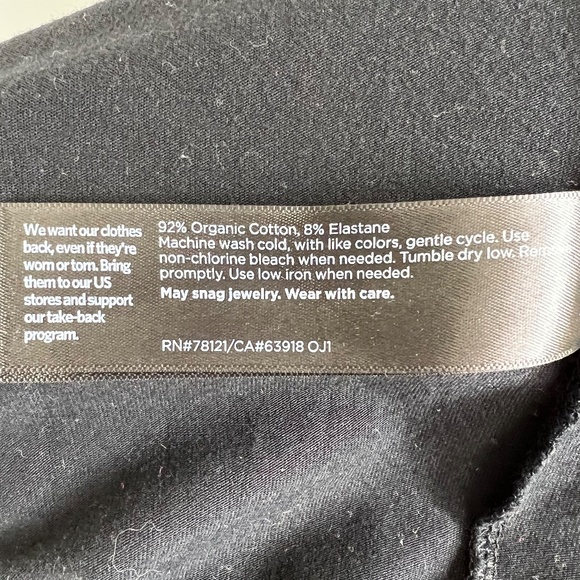 We want our clothes
back, even if they're
worn or torn. Bring
them to our US
stores and support
our take-back
program.
92% Organic Cotton, 8% Elastane
Machine wash cold, with like colors, gentle cycle. Use
non-chlorine bleach when needed. Tumble dry low.
promptly. Use low iron when needed.
May snag jewelry. Wear with care.
RN#78121/CA#63918 OJ1